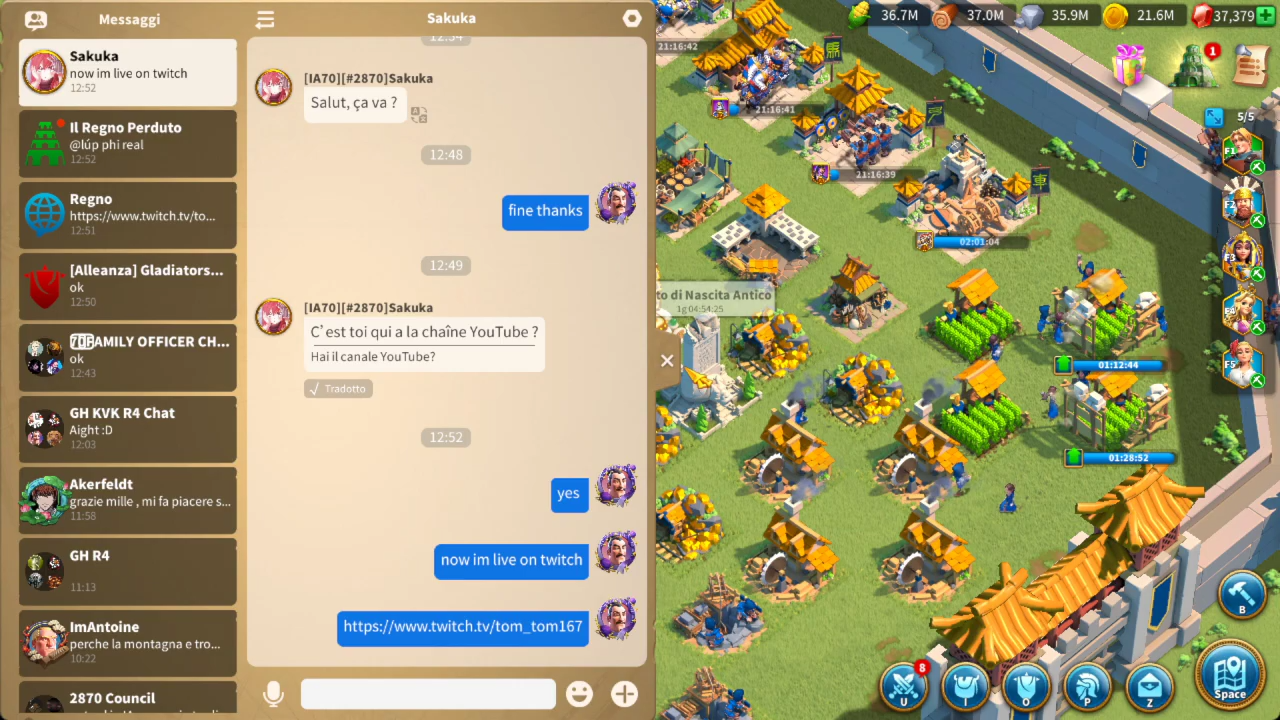 Messaggi
Sakuka
now im live on twitch
12:52
Il Regno Perduto
@lúp phi real
12:52
Regno
https://www.twitch.tv/to...
12:51
[Alleanza] Gladiators...
ok
12:50
AMILY OFFICER CH...
ok
12:43
GH KVK R4 Chat
Aight :D
12:03
Akerfeldt
grazie mille , mi fa piacere s...
11:58
GH R4
11:13
ImAntoine
perche la montagna e tro...
10:22
2870 Council
Sakuka
12:34
[IA70][#2870]Sakuka
Salut, ça va ?
12:48
fine thanks
12:49
[IA70][#2870]Sakuka
C'est toi qui a la chaîne YouTube ?
Hai il canale YouTube?
√ Tradotto
12:52
yes
now im live on twitch
https://www.twitch.tv/tom_tom167
36.7M
37.0M
35.9M
21.6M
37,379
21:16:42
21:16:41
21:16:39
02:01:04
to di Nascita Antico
1g 04:54:25
01:12:44
01:28:52
1
5/5
F1
F2
F3
F4
F5
車
B
8
U
I
O
P
Z
Space